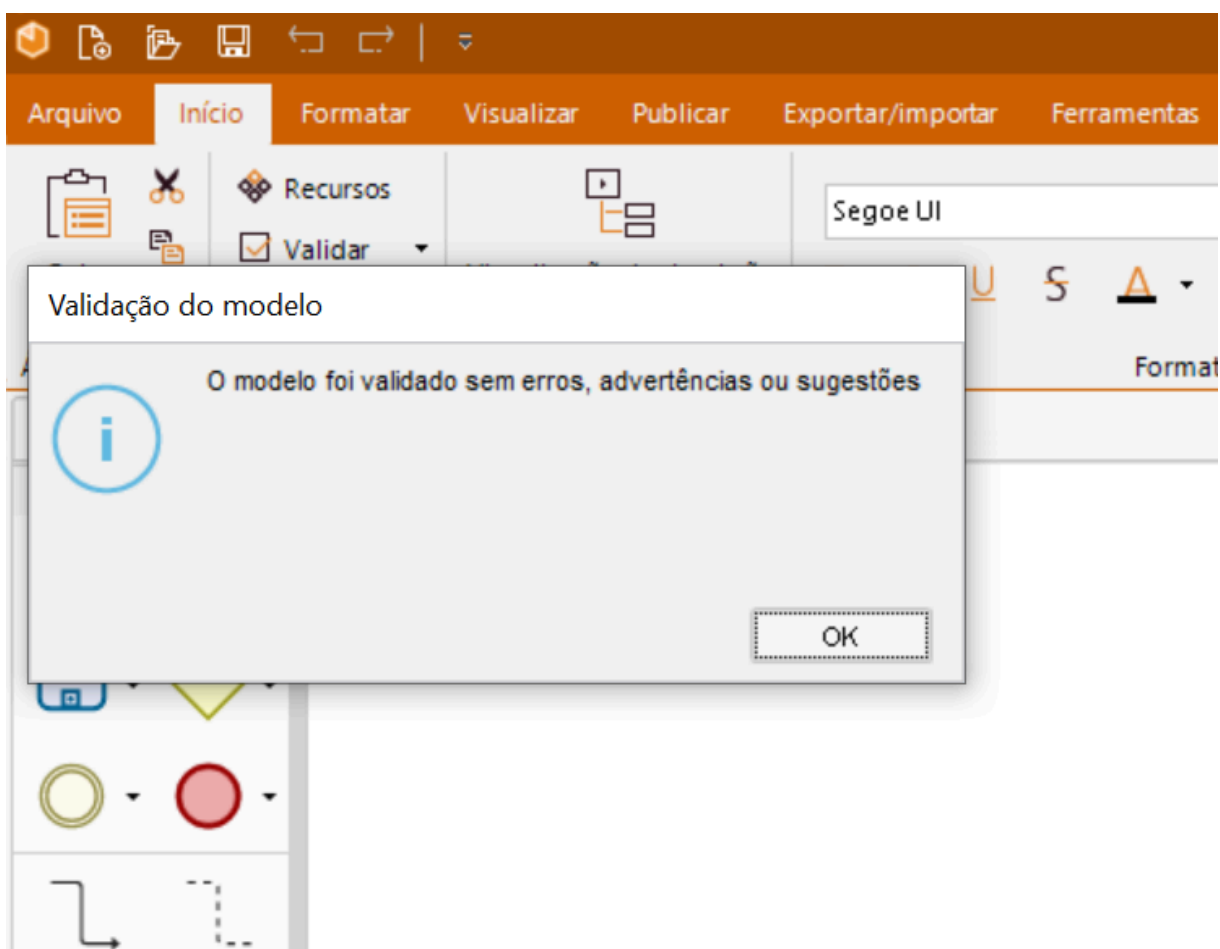 Arquivo Início Formatar Visualizar Publicar Exportar/importar Ferramentas
Recursos
Segoe UI
Validar
Validação do modelo
U S A
Format
O modelo foi validado sem erros, advertências ou sugestões
OK